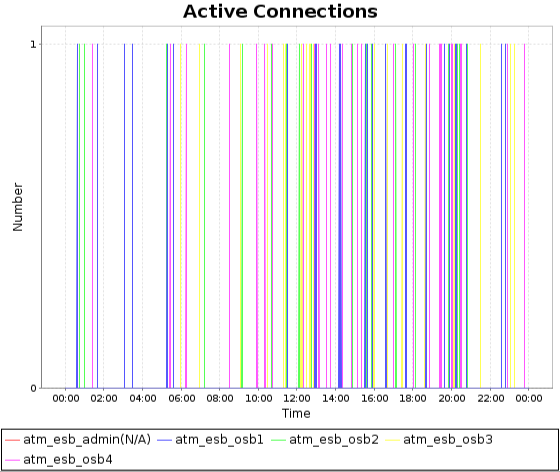 Active Connections
1
0
Number
00:00 02:00 04:00 06:00 08:00 10:00 12:00 14:00 16:00 18:00 20:00 22:00 00:00
Time
atm_esb_admin(N/A) atm_esb_osb1 atm_esb_osb2 atm_esb_osb3
atm_esb_osb4